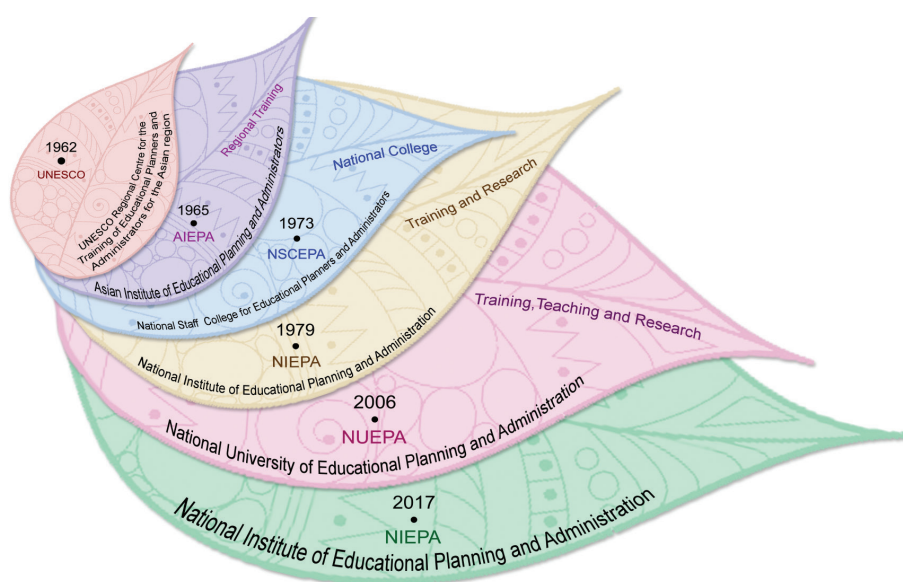 1962
UNESCO
UNESCO Regional Centre for the
Training of Educational Planners and
Administrators for the Asian region
Regional Training
1965
AIEPA
Asian Institute of Educational Planning and Administrators
National College
1973
NSCEPA
National Staff College for Educational Planners and Administrators
Training and Research
1979
NIEPA
National Institute of Educational Planning and Administration
Training,Teaching and Research
2006
NUEPA
National University of Educational Planning and Administration
2017
NIEPA
National Institute of Educational Planning and Administration